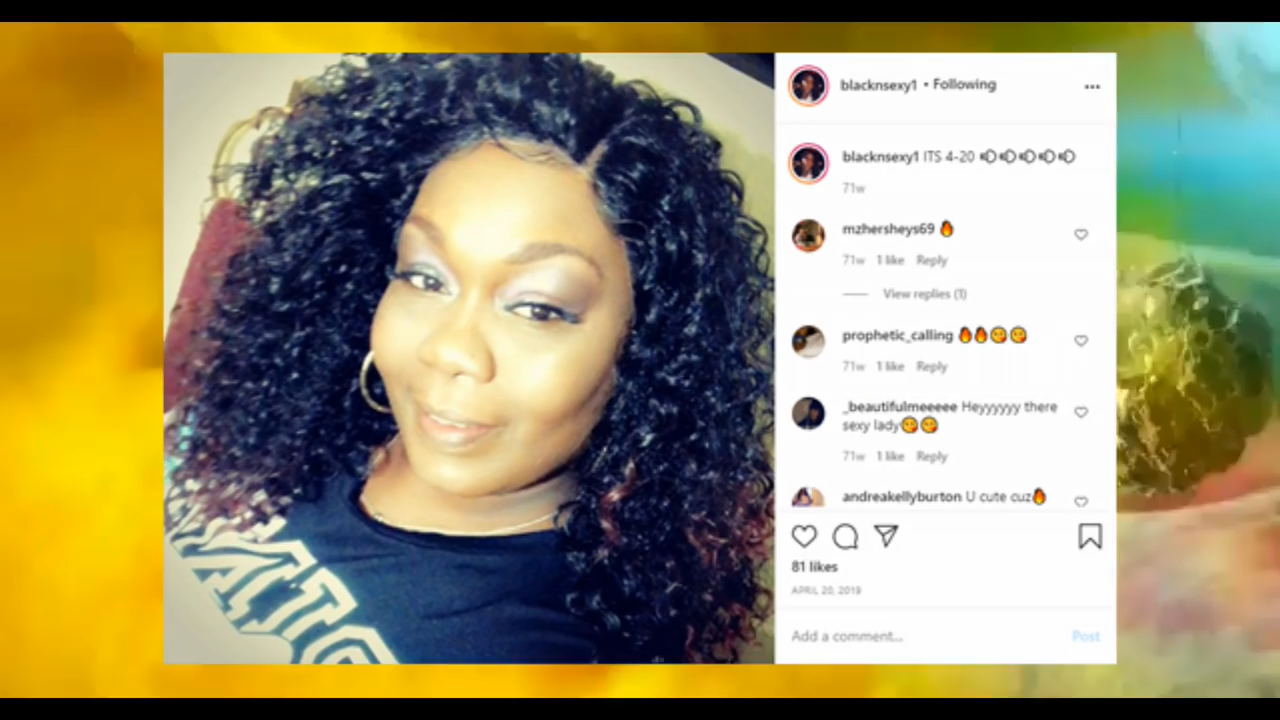 blacknsexy1 • Following
blacknsexy1 ITS 4-20 💨💨💨💨💨
71w
mzhersheys69 🔥
71w 1 like Reply
View replies (1)
prophetic_calling 🔥🔥😋😋
71w 1 like Reply
_beautifulmeeeee Heyyyyyy there
sexy lady😋😋
71w 1 like Reply
andreakellyburton U cute cuz🔥
81 likes
APRIL 20, 2019
Add a comment... Post